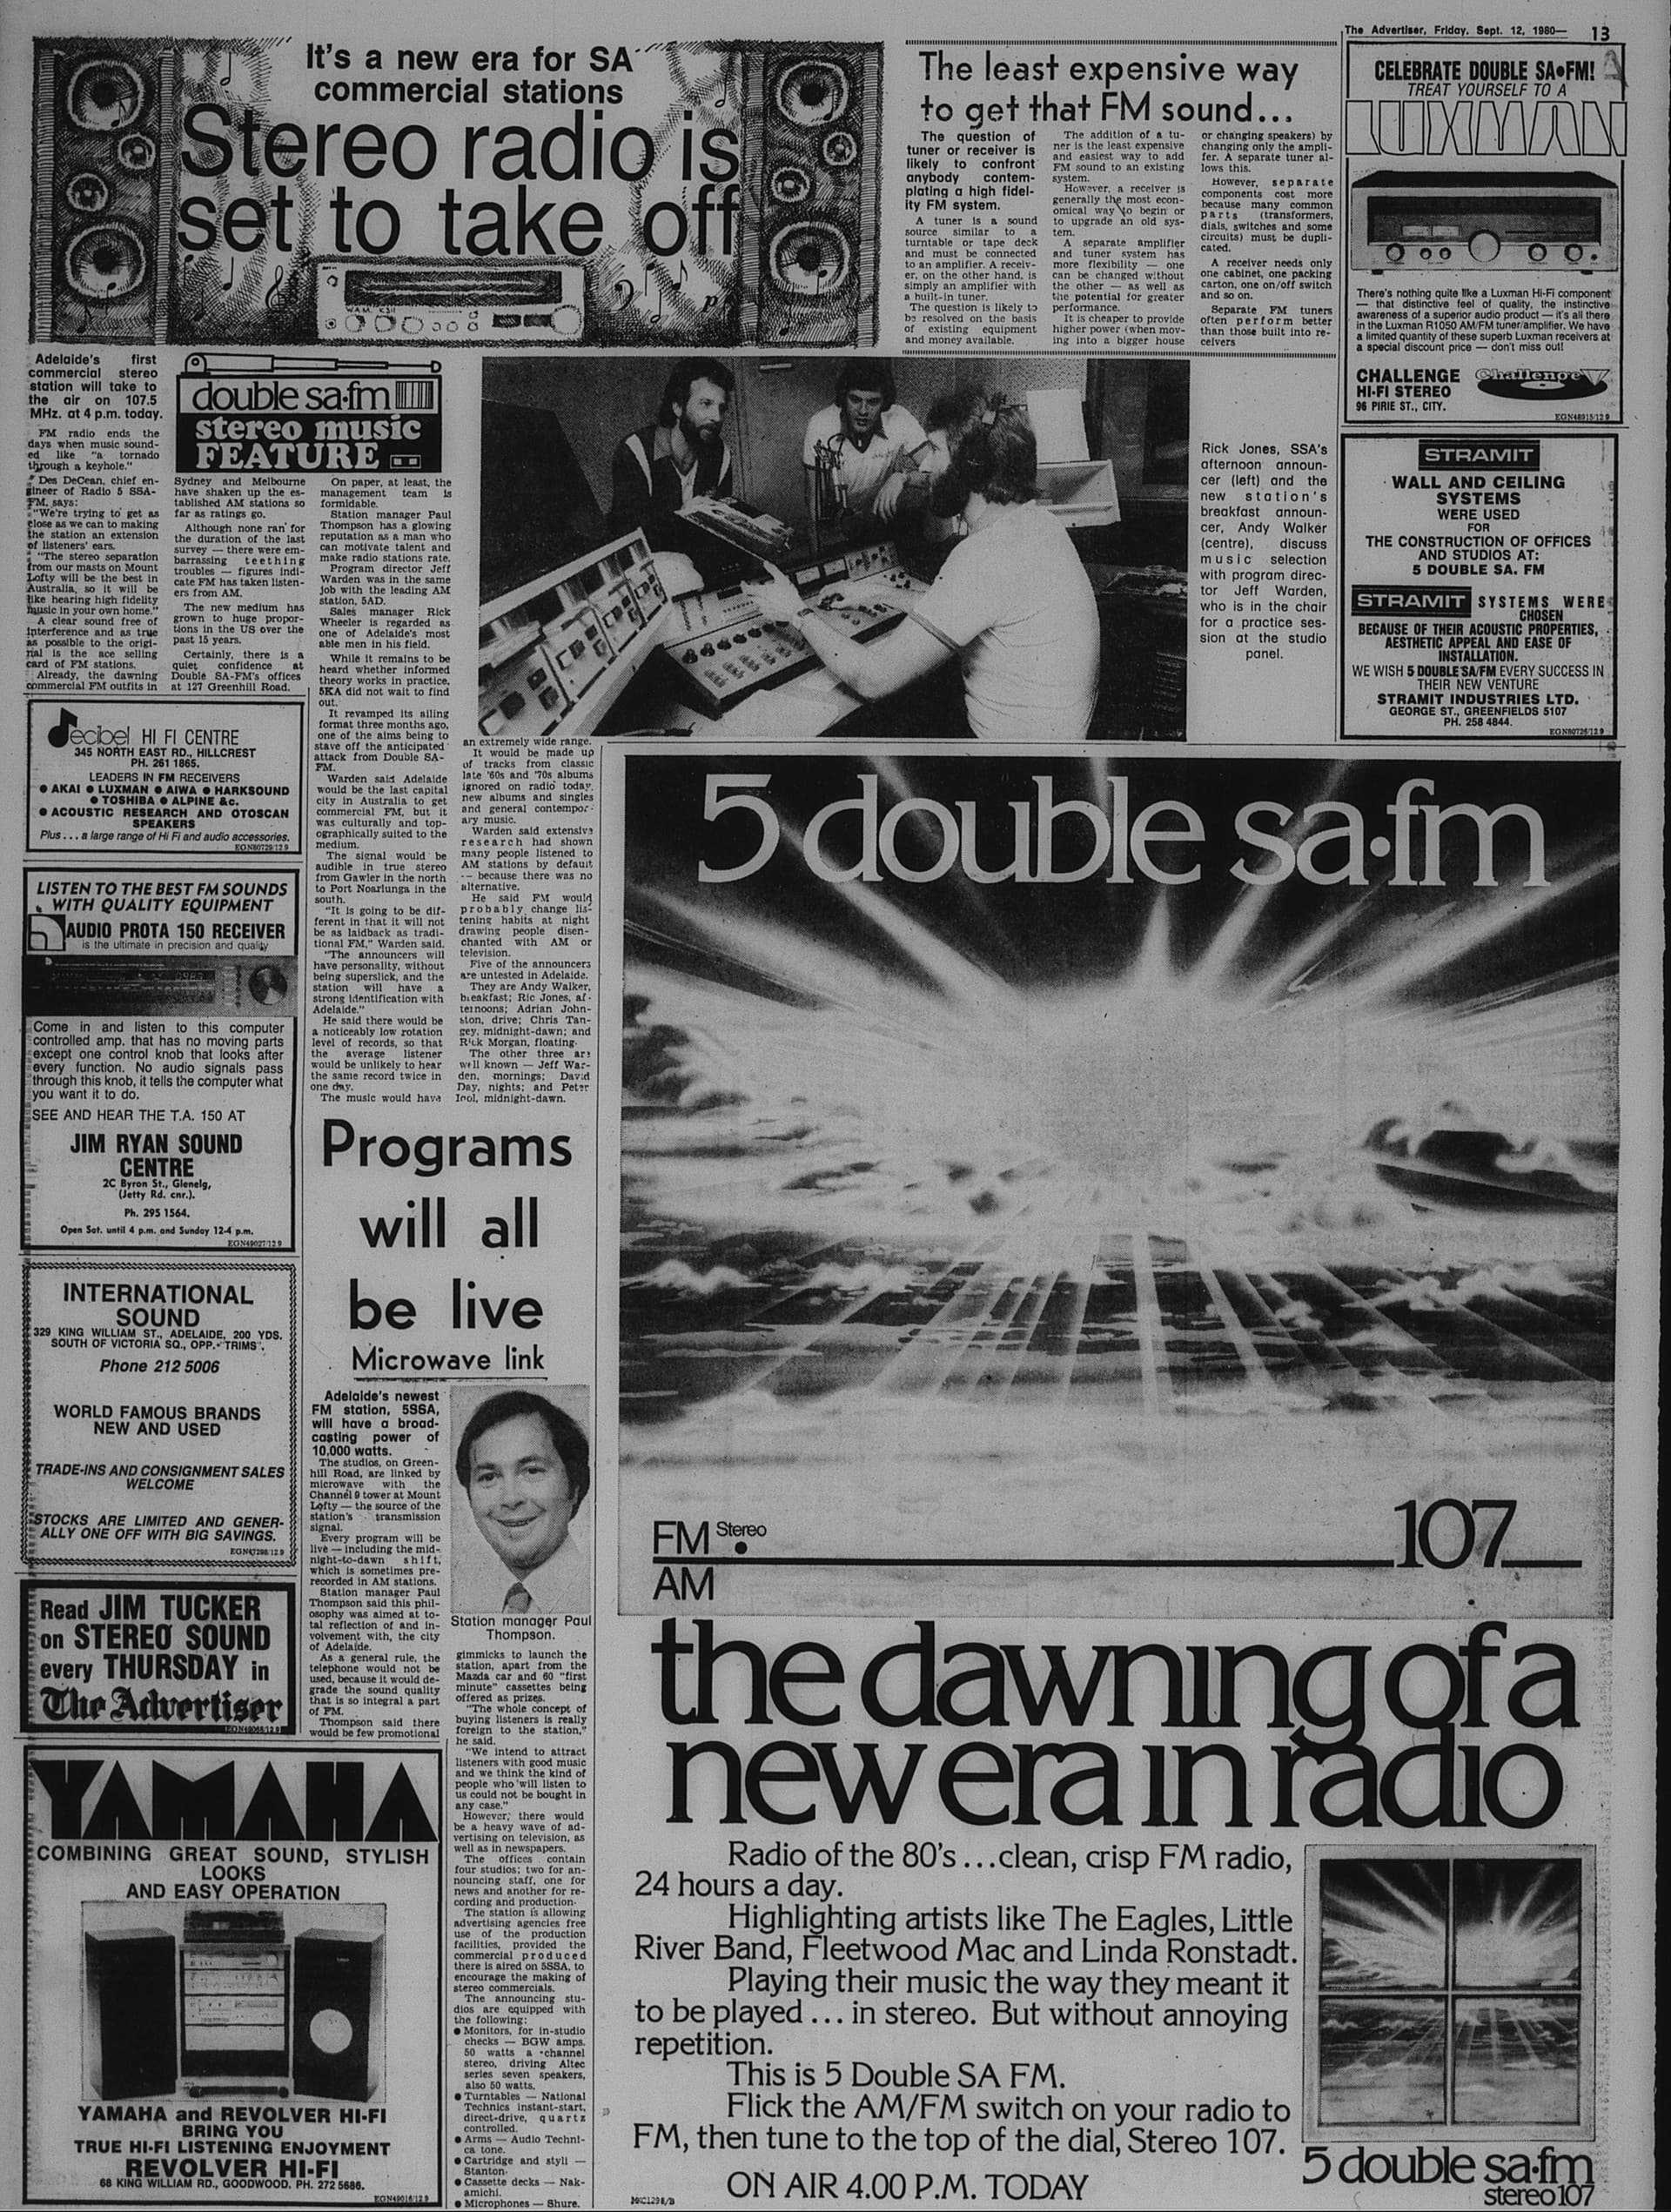 The Advertiser, Friday, Sept. 12, 1980— 13
It's a new era for SA
commercial stations
Stereo radio is
set to take off
Adelaide's first
commercial stereo
station will take to
the air on 107.5
MHz. at 4 p.m. today.
FM radio ends the
days when music sound-
ed like "a tornado
through a keyhole."
Des DeCean, chief en-
gineer of Radio 5 SSA-
FM, says:
"We're trying to get as
close as we can to making
the station an extension
of listeners' ears.
"The stereo separation
from our masts on Mount
Lofty will be the best in
Australia, so it will be
like hearing high fidelity
music in your own home."
A clear sound free of
interference and as true
as possible to the origi-
nal is the ace selling
card of FM stations.
Already, the dawning
commercial FM outfits in
double sa·fm
stereo music
FEATURE
Sydney and Melbourne
have shaken up the es-
tablished AM stations so
far as ratings go.
Although none ran for
the duration of the last
survey — there were em-
barrassing teething
troubles — figures indi-
cate FM has taken listen-
ers from AM.
The new medium has
grown to huge propor-
tions in the US over the
past 15 years.
Certainly, there is a
quiet confidence at
Double SA-FM's offices
at 127 Greenhill Road.
On paper, at least, the
management team is
formidable.
Station manager Paul
Thompson has a glowing
reputation as a man who
can motivate talent and
make radio stations rate.
Program director Jeff
Warden was in the same
job with the leading AM
station, 5AD.
Sales manager Rick
Wheeler is regarded as
one of Adelaide's most
able men in his field.
While it remains to be
heard whether informed
theory works in practice,
5KA did not wait to find
out.
It revamped its ailing
format three months ago,
one of the aims being to
stave off the anticipated
attack from Double SA-
FM.
Warden said Adelaide
would be the last capital
city in Australia to get
commercial FM, but it
was culturally and top-
ographically suited to the
medium.
The signal would be
audible in true stereo
from Gawler in the north
to Port Noarlunga in the
south.
"It is going to be dif-
ferent in that it will not
be as laidback as tradi-
tional FM," Warden said.
"The announcers will
have personality, without
being superslick, and the
station will have a
strong identification with
Adelaide."
He said there would be
a noticeably low rotation
level of records, so that
the average listener
would be unlikely to hear
the same record twice in
one day.
The music would have
an extremely wide range.
It would be made up
of tracks from classic
late '60s and '70s albums
ignored on radio today,
new albums and singles
and general contempor-
ary music.
Warden said extensive
research had shown
many people listened to
AM stations by default
— because there was no
alternative.
He said FM would
probably change lis-
tening habits at night
drawing people disen-
chanted with AM or
television.
Five of the announcers
are untested in Adelaide.
They are Andy Walker,
breakfast; Ric Jones, af-
ternoons; Adrian John-
ston, drive; Chris Tan-
gey, midnight-dawn; and
Rick Morgan, floating.
The other three are
well known — Jeff War-
den, mornings; David
Day, nights; and Peter
midnight-dawn.
The least expensive way
to get that FM sound...
The question of
tuner or receiver is
likely to confront
anybody contem-
plating a high fidel-
ity FM system.
A tuner is a sound
source similar to a
turntable or tape deck
and must be connected
to an amplifier. A receiv-
er, on the other hand, is
simply an amplifier with
a built-in tuner.
The question is likely to
be resolved on the basis
of existing equipment
and money available.
The addition of a tu-
ner is the least expensive
and easiest way to add
FM sound to an existing
system.
However, a receiver is
generally the most econ-
omical way to begin or
to upgrade an old sys-
tem.
A separate amplifier
and tuner system has
more flexibility — one
can be changed without
the other — as well as
the potential for greater
performance.
It is cheaper to provide
higher power (when mov-
ing into a bigger house
or changing speakers) by
changing only the ampli-
fer. A separate tuner al-
lows this.
However, separate
components cost more
because many common
parts (transformers,
dials, switches and some
circuits) must be dupli-
cated.
A receiver needs only
one cabinet, one packing
carton, one on/off switch
and so on.
Separate FM tuners
often perform better
than those built into re-
ceivers
Rick Jones, SSA's
afternoon announ-
cer (left) and the
new station's
breakfast announ-
cer, Andy Walker
(centre), discuss
music selection
with program direc-
tor Jeff Warden,
who is in the chair
for a practice ses-
sion at the studio
panel.
CELEBRATE DOUBLE SA•FM!
TREAT YOURSELF TO A
LUXMAN
There's nothing quite like a Luxman Hi-Fi component
— that distinctive feel of quality, the instinctive
awareness of a superior audio product — it's all there
in the Luxman R1050 AM/FM tuner/amplifier. We have
a limited quantity of these superb Luxman receivers at
a special discount price — don't miss out!
CHALLENGE
HI-FI STEREO
96 PIRIE ST., CITY.
Challenge
EGN48915/12 9
STRAMIT
WALL AND CEILING
SYSTEMS
WERE USED
FOR
THE CONSTRUCTION OF OFFICES
AND STUDIOS AT:
5 DOUBLE SA. FM
STRAMIT SYSTEMS WERE
CHOSEN
BECAUSE OF THEIR ACOUSTIC PROPERTIES,
AESTHETIC APPEAL AND EASE OF
INSTALLATION.
WE WISH 5 DOUBLE SA/FM EVERY SUCCESS IN
THEIR NEW VENTURE
STRAMIT INDUSTRIES LTD.
GEORGE ST., GREENFIELDS 5107
PH. 258 4844.
EGN80726/12 9
decibel HI FI CENTRE
345 NORTH EAST RD., HILLCREST
PH. 261 1865.
LEADERS IN FM RECEIVERS
● AKAI ● LUXMAN ● AIWA ● HARKSOUND
● TOSHIBA ● ALPINE &c.
● ACOUSTIC RESEARCH AND OTOSCAN
SPEAKERS
Plus . . . a large range of Hi Fi and audio accessories.
EGN80729/12 9
LISTEN TO THE BEST FM SOUNDS
WITH QUALITY EQUIPMENT
AUDIO PROTA 150 RECEIVER
is the ultimate in precision and quality
Come in and listen to this computer
controlled amp. that has no moving parts
except one control knob that looks after
every function. No audio signals pass
through this knob, it tells the computer what
you want it to do.
SEE AND HEAR THE T.A. 150 AT
JIM RYAN SOUND
CENTRE
2C Byron St., Glenelg,
(Jetty Rd. cnr.).
Ph. 295 1564.
Open Sat. until 4 p.m. and Sunday 12-4 p.m.
EGN49027/12 9
INTERNATIONAL
SOUND
329 KING WILLIAM ST., ADELAIDE, 200 YDS.
SOUTH OF VICTORIA SQ., OPP. "TRIMS".
Phone 212 5006
WORLD FAMOUS BRANDS
NEW AND USED
TRADE-INS AND CONSIGNMENT SALES
WELCOME
STOCKS ARE LIMITED AND GENER-
ALLY ONE OFF WITH BIG SAVINGS.
EGN47298/12 9
Read JIM TUCKER
on STEREO SOUND
every THURSDAY in
The Advertiser
EGN49068/12 9
YAMAHA
COMBINING GREAT SOUND, STYLISH
LOOKS
AND EASY OPERATION
YAMAHA and REVOLVER HI-FI
BRING YOU
TRUE HI-FI LISTENING ENJOYMENT
REVOLVER HI-FI
68 KING WILLIAM RD., GOODWOOD. PH. 272 5686.
EGN49016/12 9
Programs
will all
be live
Microwave link
Adelaide's newest
FM station, 5SSA,
will have a broad-
casting power of
10,000 watts.
The studios, on Green-
hill Road, are linked by
microwave with the
Channel 9 tower at Mount
Lofty — the source of the
station's transmission
signal.
Every program will be
live — including the mid-
night-to-dawn shift,
which is sometimes pre-
recorded in AM stations.
Station manager Paul
Thompson said this phil-
osophy was aimed at to-
tal reflection of and in-
volvement with, the city
of Adelaide.
As a general rule, the
telephone would not be
used, because it would de-
grade the sound quality
that is so integral a part
of FM.
Thompson said there
would be few promotional
Station manager Paul
Thompson.
gimmicks to launch the
station, apart from the
Mazda car and 60 "first
minute" cassettes being
offered as prizes.
"The whole concept of
buying listeners is really
foreign to the station,"
he said.
"We intend to attract
listeners with good music
and we think the kind of
people who will listen to
us could not be bought in
any case."
However, there would
be a heavy wave of ad-
vertising on television, as
well as in newspapers.
The offices contain
four studios; two for an-
nouncing staff, one for
news and another for re-
cording and production.
The station is allowing
advertising agencies free
use of the production
facilities, provided the
commercial produced
there is aired on 5SSA, to
encourage the making of
stereo commercials.
The announcing stu-
dios are equipped with
the following:
● Monitors, for in-studio
checks — BGW amps.
50 watts a channel
stereo, driving Altec
series seven speakers,
also 50 watts.
● Turntables — National
Technics instant-start,
direct-drive, quartz
controlled.
● Arms — Audio Techni-
ca tone.
● Cartridge and styli —
Stanton.
● Cassette decks — Nak-
amichi.
● Microphones — Shure.
5 double sa·fm
FM Stereo 107
AM
the dawning of a
new era in radio
Radio of the 80's...clean, crisp FM radio,
24 hours a day.
Highlighting artists like The Eagles, Little
River Band, Fleetwood Mac and Linda Ronstadt.
Playing their music the way they meant it
to be played... in stereo. But without annoying
repetition.
This is 5 Double SA FM.
Flick the AM/FM switch on your radio to
FM, then tune to the top of the dial, Stereo 107.
ON AIR 4.00 P.M. TODAY
5 double sa·fm
stereo 107